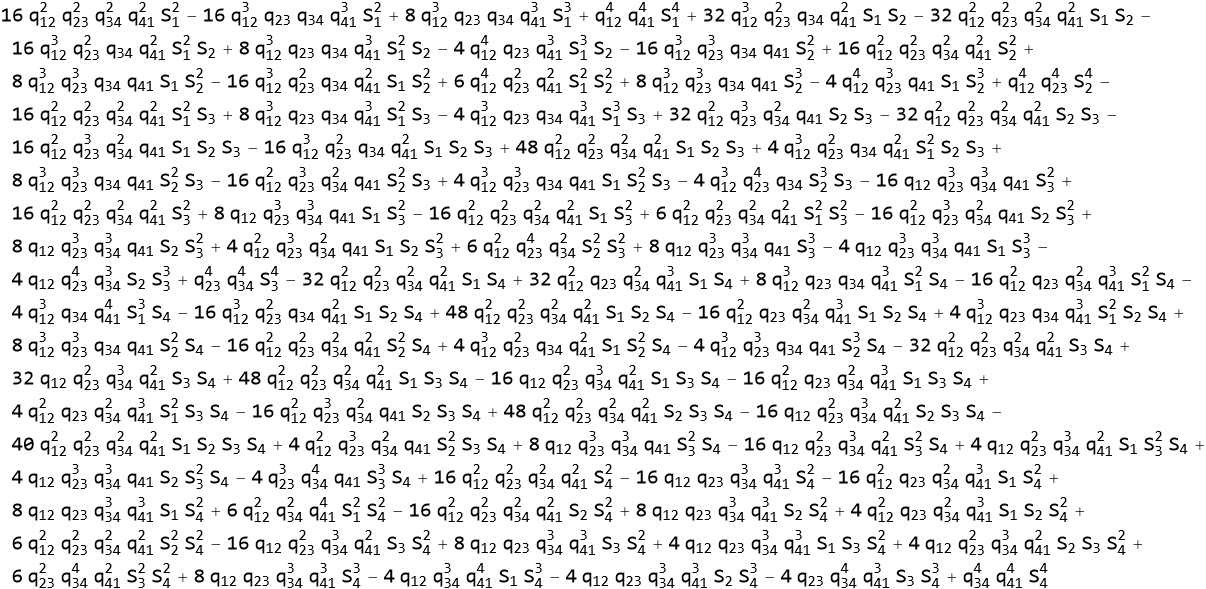 16 q_{12}^2 q_{23}^2 q_{34}^2 q_{41}^2 S_1^2 − 16 q_{12}^3 q_{23} q_{34} q_{41}^3 S_1^2 + 8 q_{12}^3 q_{23} q_{34} q_{41}^3 S_1^3 + q_{12}^4 q_{41}^4 S_1^4 + 32 q_{12}^3 q_{23}^2 q_{34} q_{41}^2 S_1 S_2 − 32 q_{12}^2 q_{23}^2 q_{34}^2 q_{41}^2 S_1 S_2 −
16 q_{12}^3 q_{23}^2 q_{34} q_{41}^2 S_1^2 S_2 + 8 q_{12}^3 q_{23} q_{34} q_{41}^3 S_1^2 S_2 − 4 q_{12}^4 q_{23} q_{41}^3 S_1^3 S_2 − 16 q_{12}^3 q_{23}^3 q_{34} q_{41} S_2^2 + 16 q_{12}^2 q_{23}^2 q_{34}^2 q_{41}^2 S_2^2 +
8 q_{12}^3 q_{23}^3 q_{34} q_{41} S_1 S_2^2 − 16 q_{12}^3 q_{23}^2 q_{34} q_{41}^2 S_1 S_2^2 + 6 q_{12}^4 q_{23}^2 q_{41}^2 S_1^2 S_2^2 + 8 q_{12}^3 q_{23}^3 q_{34} q_{41} S_2^3 − 4 q_{12}^4 q_{23}^3 q_{41} S_1 S_2^3 + q_{12}^4 q_{23}^4 S_2^4 −
16 q_{12}^2 q_{23}^2 q_{34}^2 q_{41}^2 S_1^2 S_3 + 8 q_{12}^3 q_{23} q_{34} q_{41}^3 S_1^2 S_3 − 4 q_{12}^3 q_{23} q_{34} q_{41}^4 S_1^3 S_3 + 32 q_{12}^2 q_{23}^3 q_{34}^2 q_{41} S_2 S_3 − 32 q_{12}^2 q_{23}^2 q_{34}^2 q_{41}^2 S_2 S_3 −
16 q_{12}^2 q_{23}^3 q_{34}^2 q_{41} S_1 S_2 S_3 − 16 q_{12}^3 q_{23}^2 q_{34} q_{41}^2 S_1 S_2 S_3 + 48 q_{12}^2 q_{23}^2 q_{34}^2 q_{41}^2 S_1 S_2 S_3 + 4 q_{12}^3 q_{23}^2 q_{34} q_{41}^2 S_1^2 S_2 S_3 +
8 q_{12}^3 q_{23}^3 q_{34} q_{41} S_2^2 S_3 − 16 q_{12}^2 q_{23}^3 q_{34}^2 q_{41} S_2^2 S_3 + 4 q_{12}^3 q_{23}^3 q_{34} q_{41} S_1 S_2^2 S_3 − 4 q_{12}^3 q_{23}^4 q_{34} S_2^3 S_3 − 16 q_{12} q_{23}^3 q_{34}^3 q_{41} S_3^2 +
16 q_{12}^2 q_{23}^2 q_{34}^2 q_{41}^2 S_3^2 + 8 q_{12} q_{23}^3 q_{34}^3 q_{41} S_1 S_3^2 − 16 q_{12}^2 q_{23}^2 q_{34}^2 q_{41}^2 S_1 S_3^2 + 6 q_{12}^2 q_{23}^2 q_{34}^2 q_{41}^2 S_1^2 S_3^2 − 16 q_{12}^2 q_{23}^3 q_{34}^2 q_{41} S_2 S_3^2 +
8 q_{12} q_{23}^3 q_{34}^3 q_{41} S_2 S_3^2 + 4 q_{12}^2 q_{23}^3 q_{34}^2 q_{41} S_1 S_2 S_3^2 + 6 q_{12}^2 q_{23}^4 q_{34}^2 S_2^2 S_3^2 + 8 q_{12} q_{23}^3 q_{34}^3 q_{41} S_3^3 − 4 q_{12} q_{23}^3 q_{34}^3 q_{41} S_1 S_3^3 −
4 q_{12} q_{23}^4 q_{34}^3 S_2 S_3^3 + q_{23}^4 q_{34}^4 S_3^4 − 32 q_{12}^2 q_{23}^2 q_{34}^2 q_{41}^2 S_1 S_4 + 32 q_{12}^2 q_{23} q_{34}^2 q_{41}^3 S_1 S_4 + 8 q_{12}^3 q_{23} q_{34} q_{41}^3 S_1^2 S_4 − 16 q_{12}^2 q_{23} q_{34}^2 q_{41}^3 S_1^2 S_4 −
4 q_{12}^3 q_{34} q_{41}^4 S_1^3 S_4 − 16 q_{12}^3 q_{23}^2 q_{34} q_{41}^2 S_1 S_2 S_4 + 48 q_{12}^2 q_{23}^2 q_{34}^2 q_{41}^2 S_1 S_2 S_4 − 16 q_{12}^2 q_{23} q_{34}^2 q_{41}^3 S_1 S_2 S_4 + 4 q_{12}^3 q_{23} q_{34} q_{41}^3 S_1^2 S_2 S_4 +
8 q_{12}^3 q_{23}^3 q_{34} q_{41} S_2^2 S_4 − 16 q_{12}^2 q_{23}^2 q_{34}^2 q_{41}^2 S_2^2 S_4 + 4 q_{12}^3 q_{23}^2 q_{34} q_{41}^2 S_1 S_2^2 S_4 − 4 q_{12}^3 q_{23}^3 q_{34} q_{41} S_2^3 S_4 − 32 q_{12}^2 q_{23}^2 q_{34}^2 q_{41}^2 S_3 S_4 +
32 q_{12} q_{23}^2 q_{34}^3 q_{41}^2 S_3 S_4 + 48 q_{12}^2 q_{23}^2 q_{34}^2 q_{41}^2 S_1 S_3 S_4 − 16 q_{12} q_{23}^2 q_{34}^3 q_{41}^2 S_1 S_3 S_4 − 16 q_{12}^2 q_{23} q_{34}^2 q_{41}^3 S_1 S_3 S_4 +
4 q_{12}^2 q_{23} q_{34}^2 q_{41}^3 S_1^2 S_3 S_4 − 16 q_{12}^2 q_{23}^3 q_{34}^2 q_{41} S_2 S_3 S_4 + 48 q_{12}^2 q_{23}^2 q_{34}^2 q_{41}^2 S_2 S_3 S_4 − 16 q_{12} q_{23}^2 q_{34}^3 q_{41}^2 S_2 S_3 S_4 −
40 q_{12}^2 q_{23}^2 q_{34}^2 q_{41}^2 S_1 S_2 S_3 S_4 + 4 q_{12}^2 q_{23}^3 q_{34}^2 q_{41} S_2^2 S_3 S_4 + 8 q_{12} q_{23}^3 q_{34}^3 q_{41} S_3^2 S_4 − 16 q_{12} q_{23}^2 q_{34}^3 q_{41}^2 S_3^2 S_4 + 4 q_{12} q_{23}^2 q_{34}^3 q_{41}^2 S_1 S_3^2 S_4 +
4 q_{12} q_{23}^3 q_{34}^3 q_{41} S_2 S_3^2 S_4 − 4 q_{23}^3 q_{34}^4 q_{41} S_3^3 S_4 + 16 q_{12}^2 q_{23}^2 q_{34}^2 q_{41}^2 S_4^2 − 16 q_{12} q_{23} q_{34}^3 q_{41}^3 S_4^2 − 16 q_{12}^2 q_{23} q_{34}^2 q_{41}^3 S_1 S_4^2 +
8 q_{12} q_{23} q_{34}^3 q_{41}^3 S_1 S_4^2 + 6 q_{12}^2 q_{34}^2 q_{41}^4 S_1^2 S_4^2 − 16 q_{12}^2 q_{23}^2 q_{34}^2 q_{41}^2 S_2 S_4^2 + 8 q_{12} q_{23} q_{34}^3 q_{41}^3 S_2 S_4^2 + 4 q_{12}^2 q_{23} q_{34}^2 q_{41}^3 S_1 S_2 S_4^2 +
6 q_{12}^2 q_{23}^2 q_{34}^2 q_{41}^2 S_2^2 S_4^2 − 16 q_{12} q_{23}^2 q_{34}^3 q_{41}^2 S_3 S_4^2 + 8 q_{12} q_{23} q_{34}^3 q_{41}^3 S_3 S_4^2 + 4 q_{12} q_{23} q_{34}^3 q_{41}^3 S_1 S_3 S_4^2 + 4 q_{12} q_{23}^2 q_{34}^3 q_{41}^2 S_2 S_3 S_4^2 +
6 q_{23}^2 q_{34}^4 q_{41}^2 S_3^2 S_4^2 + 8 q_{12} q_{23} q_{34}^3 q_{41}^3 S_4^3 − 4 q_{12} q_{34}^3 q_{41}^4 S_1 S_4^3 − 4 q_{12} q_{23} q_{34}^3 q_{41}^3 S_2 S_4^3 − 4 q_{23} q_{34}^4 q_{41}^3 S_3 S_4^3 + q_{34}^4 q_{41}^4 S_4^4